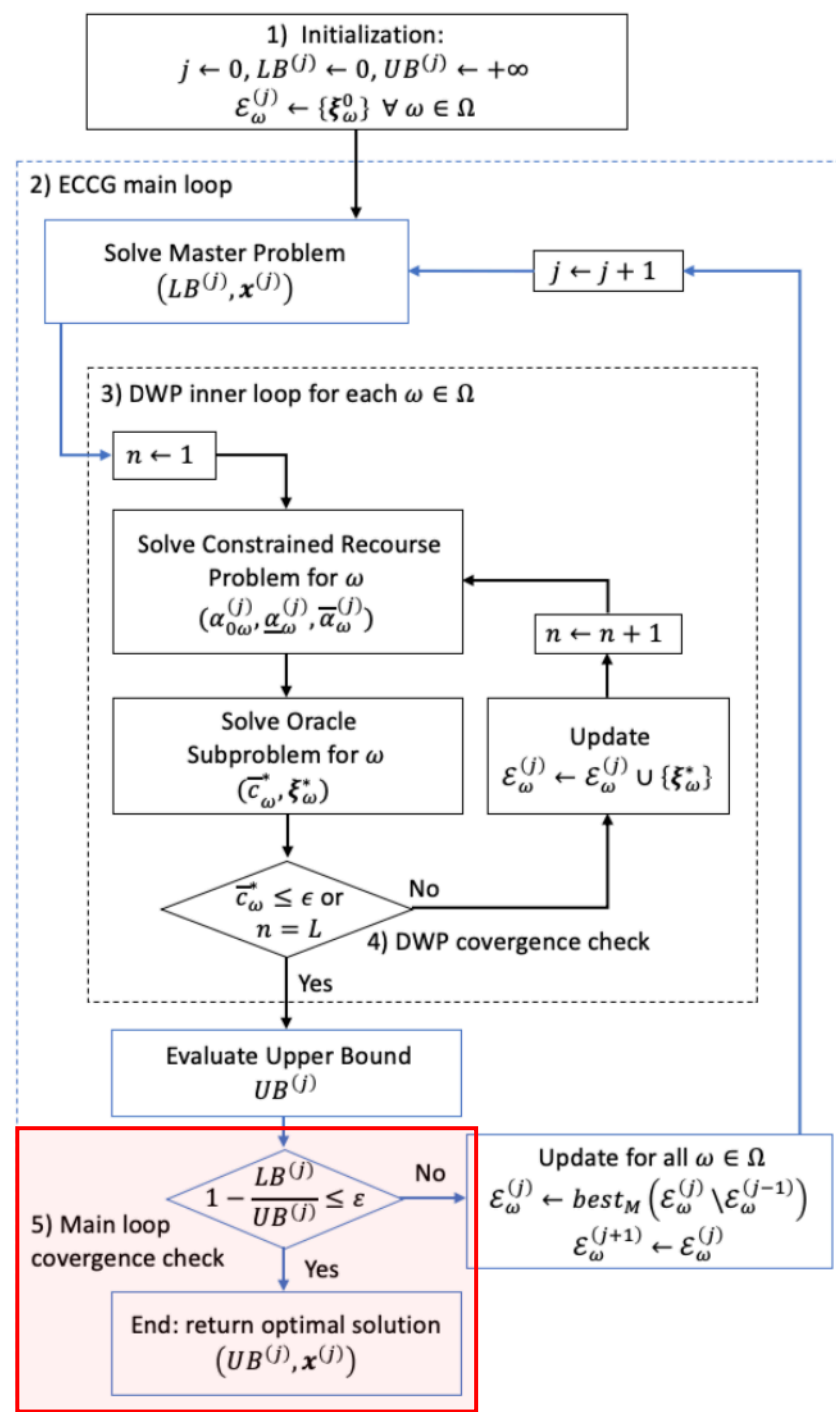 1) Initialization:
j ← 0, LB^(j) ← 0, UB^(j) ← +∞
ℰ_ω^(j) ← {ξ_ω^0} ∀ ω ∈ Ω
2) ECCG main loop
Solve Master Problem
(LB^(j), x^(j))
j ← j + 1
3) DWP inner loop for each ω ∈ Ω
n ← 1
Solve Constrained Recourse
Problem for ω
(α_0ω^(j), α̲_ω^(j), α̅_ω^(j))
n ← n + 1
Solve Oracle
Subproblem for ω
(c̅_ω^*, ξ_ω^*)
Update
ℰ_ω^(j) ← ℰ_ω^(j) ∪ {ξ_ω^*}
c̅_ω^* ≤ ϵ or
n = L
No
4) DWP covergence check
Yes
Evaluate Upper Bound
UB^(j)
1 − LB^(j)/UB^(j) ≤ ε
No
5) Main loop
covergence check
Yes
Update for all ω ∈ Ω
ℰ_ω^(j) ← best_M(ℰ_ω^(j) \ℰ_ω^(j−1))
ℰ_ω^(j+1) ← ℰ_ω^(j)
End: return optimal solution
(UB^(j), x^(j))